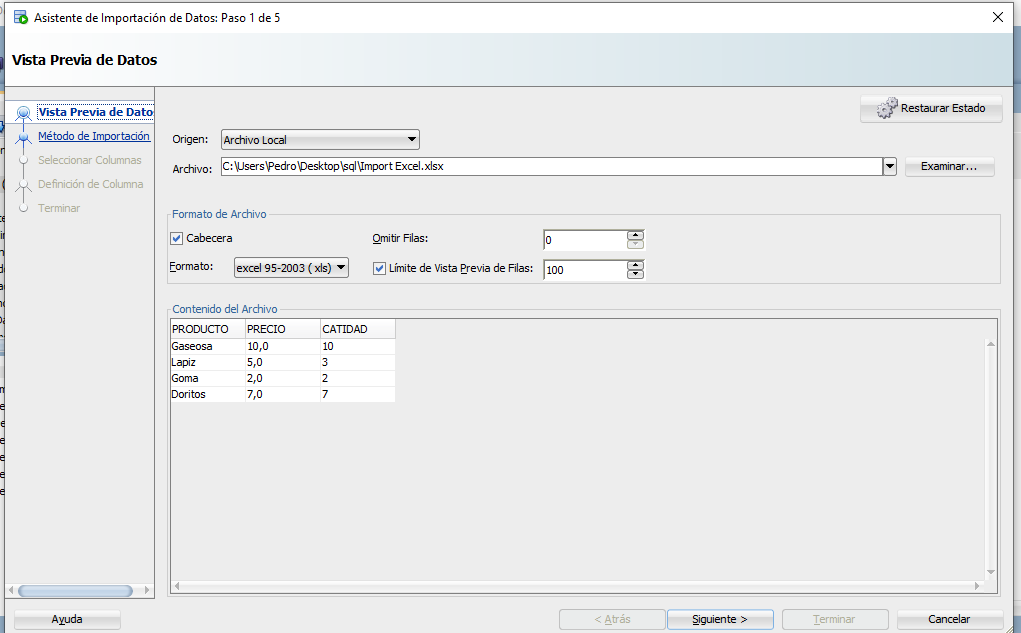 Asistente de Importación de Datos: Paso 1 de 5
Vista Previa de Datos
Vista Previa de Dato
Método de Importación
Seleccionar Columnas
Definición de Columna
Terminar
Restaurar Estado
Origen: Archivo Local
Archivo: C:\Users\Pedro\Desktop\sql\Import Excel.xlsx Examinar...
Formato de Archivo
Cabecera Omitir Filas: 0
Formato: excel 95-2003 ( xls) Límite de Vista Previa de Filas: 100
Contenido del Archivo
PRODUCTO PRECIO CATIDAD
Gaseosa 10,0 10
Lapiz 5,0 3
Goma 2,0 2
Doritos 7,0 7
Ayuda < Atrás Siguiente > Terminar Cancelar